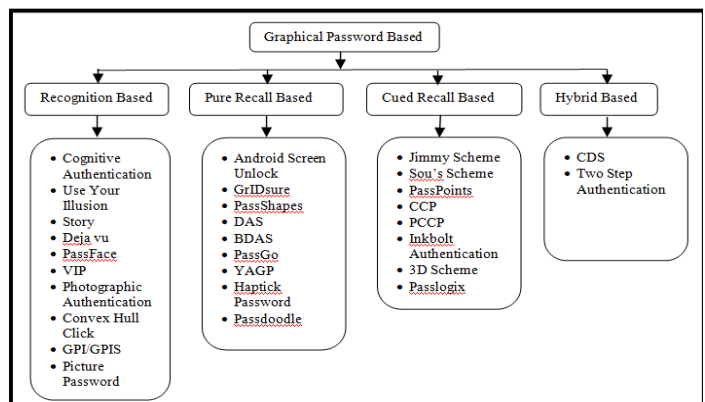 Graphical Password Based
Recognition Based
Pure Recall Based
Cued Recall Based
Hybrid Based
• Cognitive
Authentication
• Use Your
Illusion
• Story
• Deja vu
• PassFace
• VIP
• Photographic
Authentication
• Convex Hull
Click
• GPI/GPIS
• Picture
Password
• Android Screen
Unlock
• GrIDsure
• PassShapes
• DAS
• BDAS
• PassGo
• YAGP
• Haptick
Password
• Passdoodle
• Jimmy Scheme
• Sou's Scheme
• PassPoints
• CCP
• PCCP
• Inkbolt
Authentication
• 3D Scheme
• Passlogix
• CDS
• Two Step
Authentication